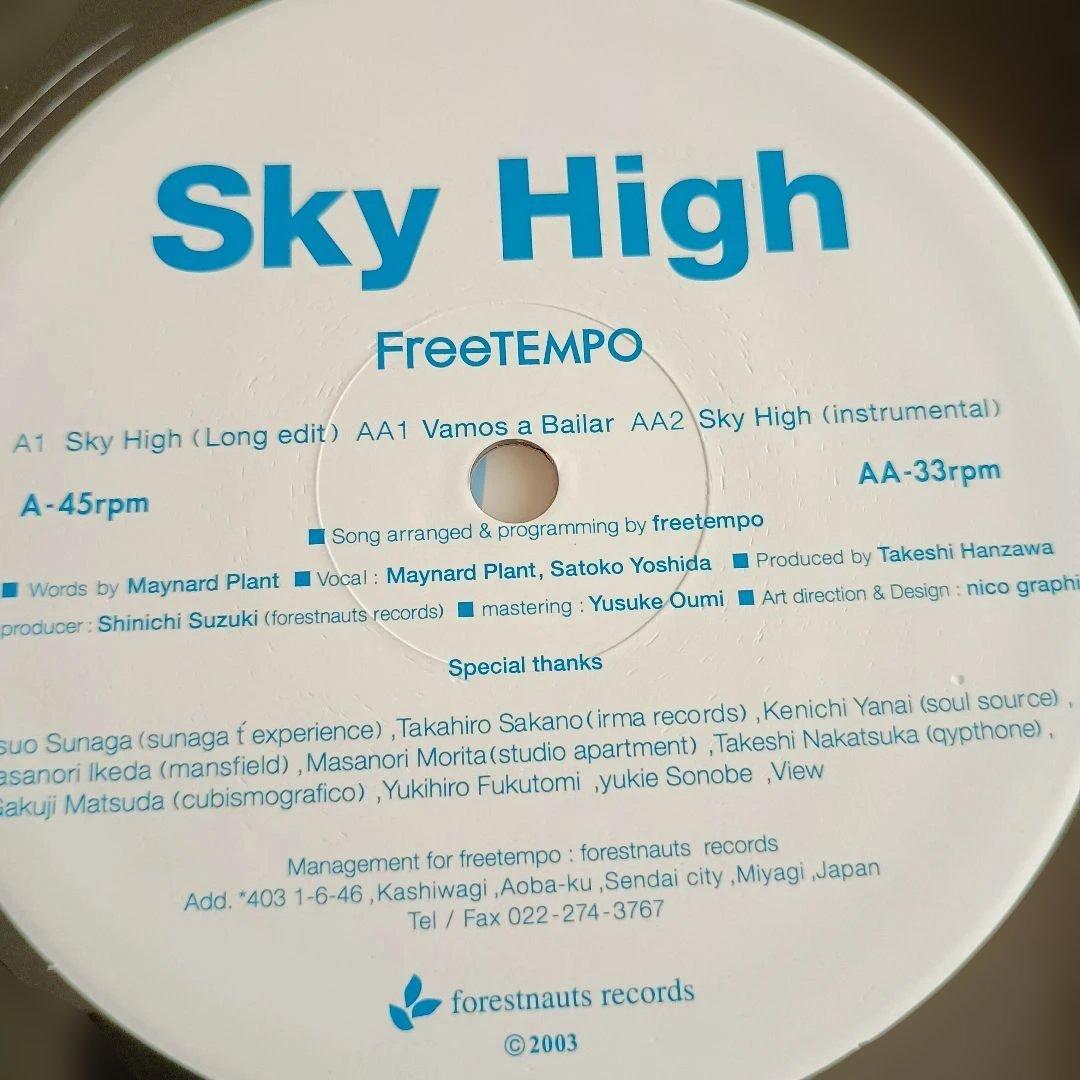 Sky High
FreeTEMPO
A1 Sky High (Long edit) AA1 Vamos a Bailar AA2 Sky High (instrumental)
A-45rpm
AA-33rpm
■ Song arranged & programming by freetempo
■ Words by Maynard Plant ■ Vocal : Maynard Plant, Satoko Yoshida ■ Produced by Takeshi Hanzawa
producer : Shinichi Suzuki (forestnauts records) ■ mastering : Yusuke Oumi ■ Art direction & Design : nico graphi
Special thanks
suo Sunaga (sunaga t́ experience) ,Takahiro Sakano(irma records) ,Kenichi Yanai (soul source) ,
asanori Ikeda (mansfield) ,Masanori Morita(studio apartment) ,Takeshi Nakatsuka (qypthone) ,
Gakuji Matsuda (cubismografico) ,Yukihiro Fukutomi ,yukie Sonobe ,View
Management for freetempo : forestnauts records
Add. *403 1-6-46 ,Kashiwagi ,Aoba-ku ,Sendai city ,Miyagi ,Japan
Tel / Fax 022-274-3767
forestnauts records
©2003